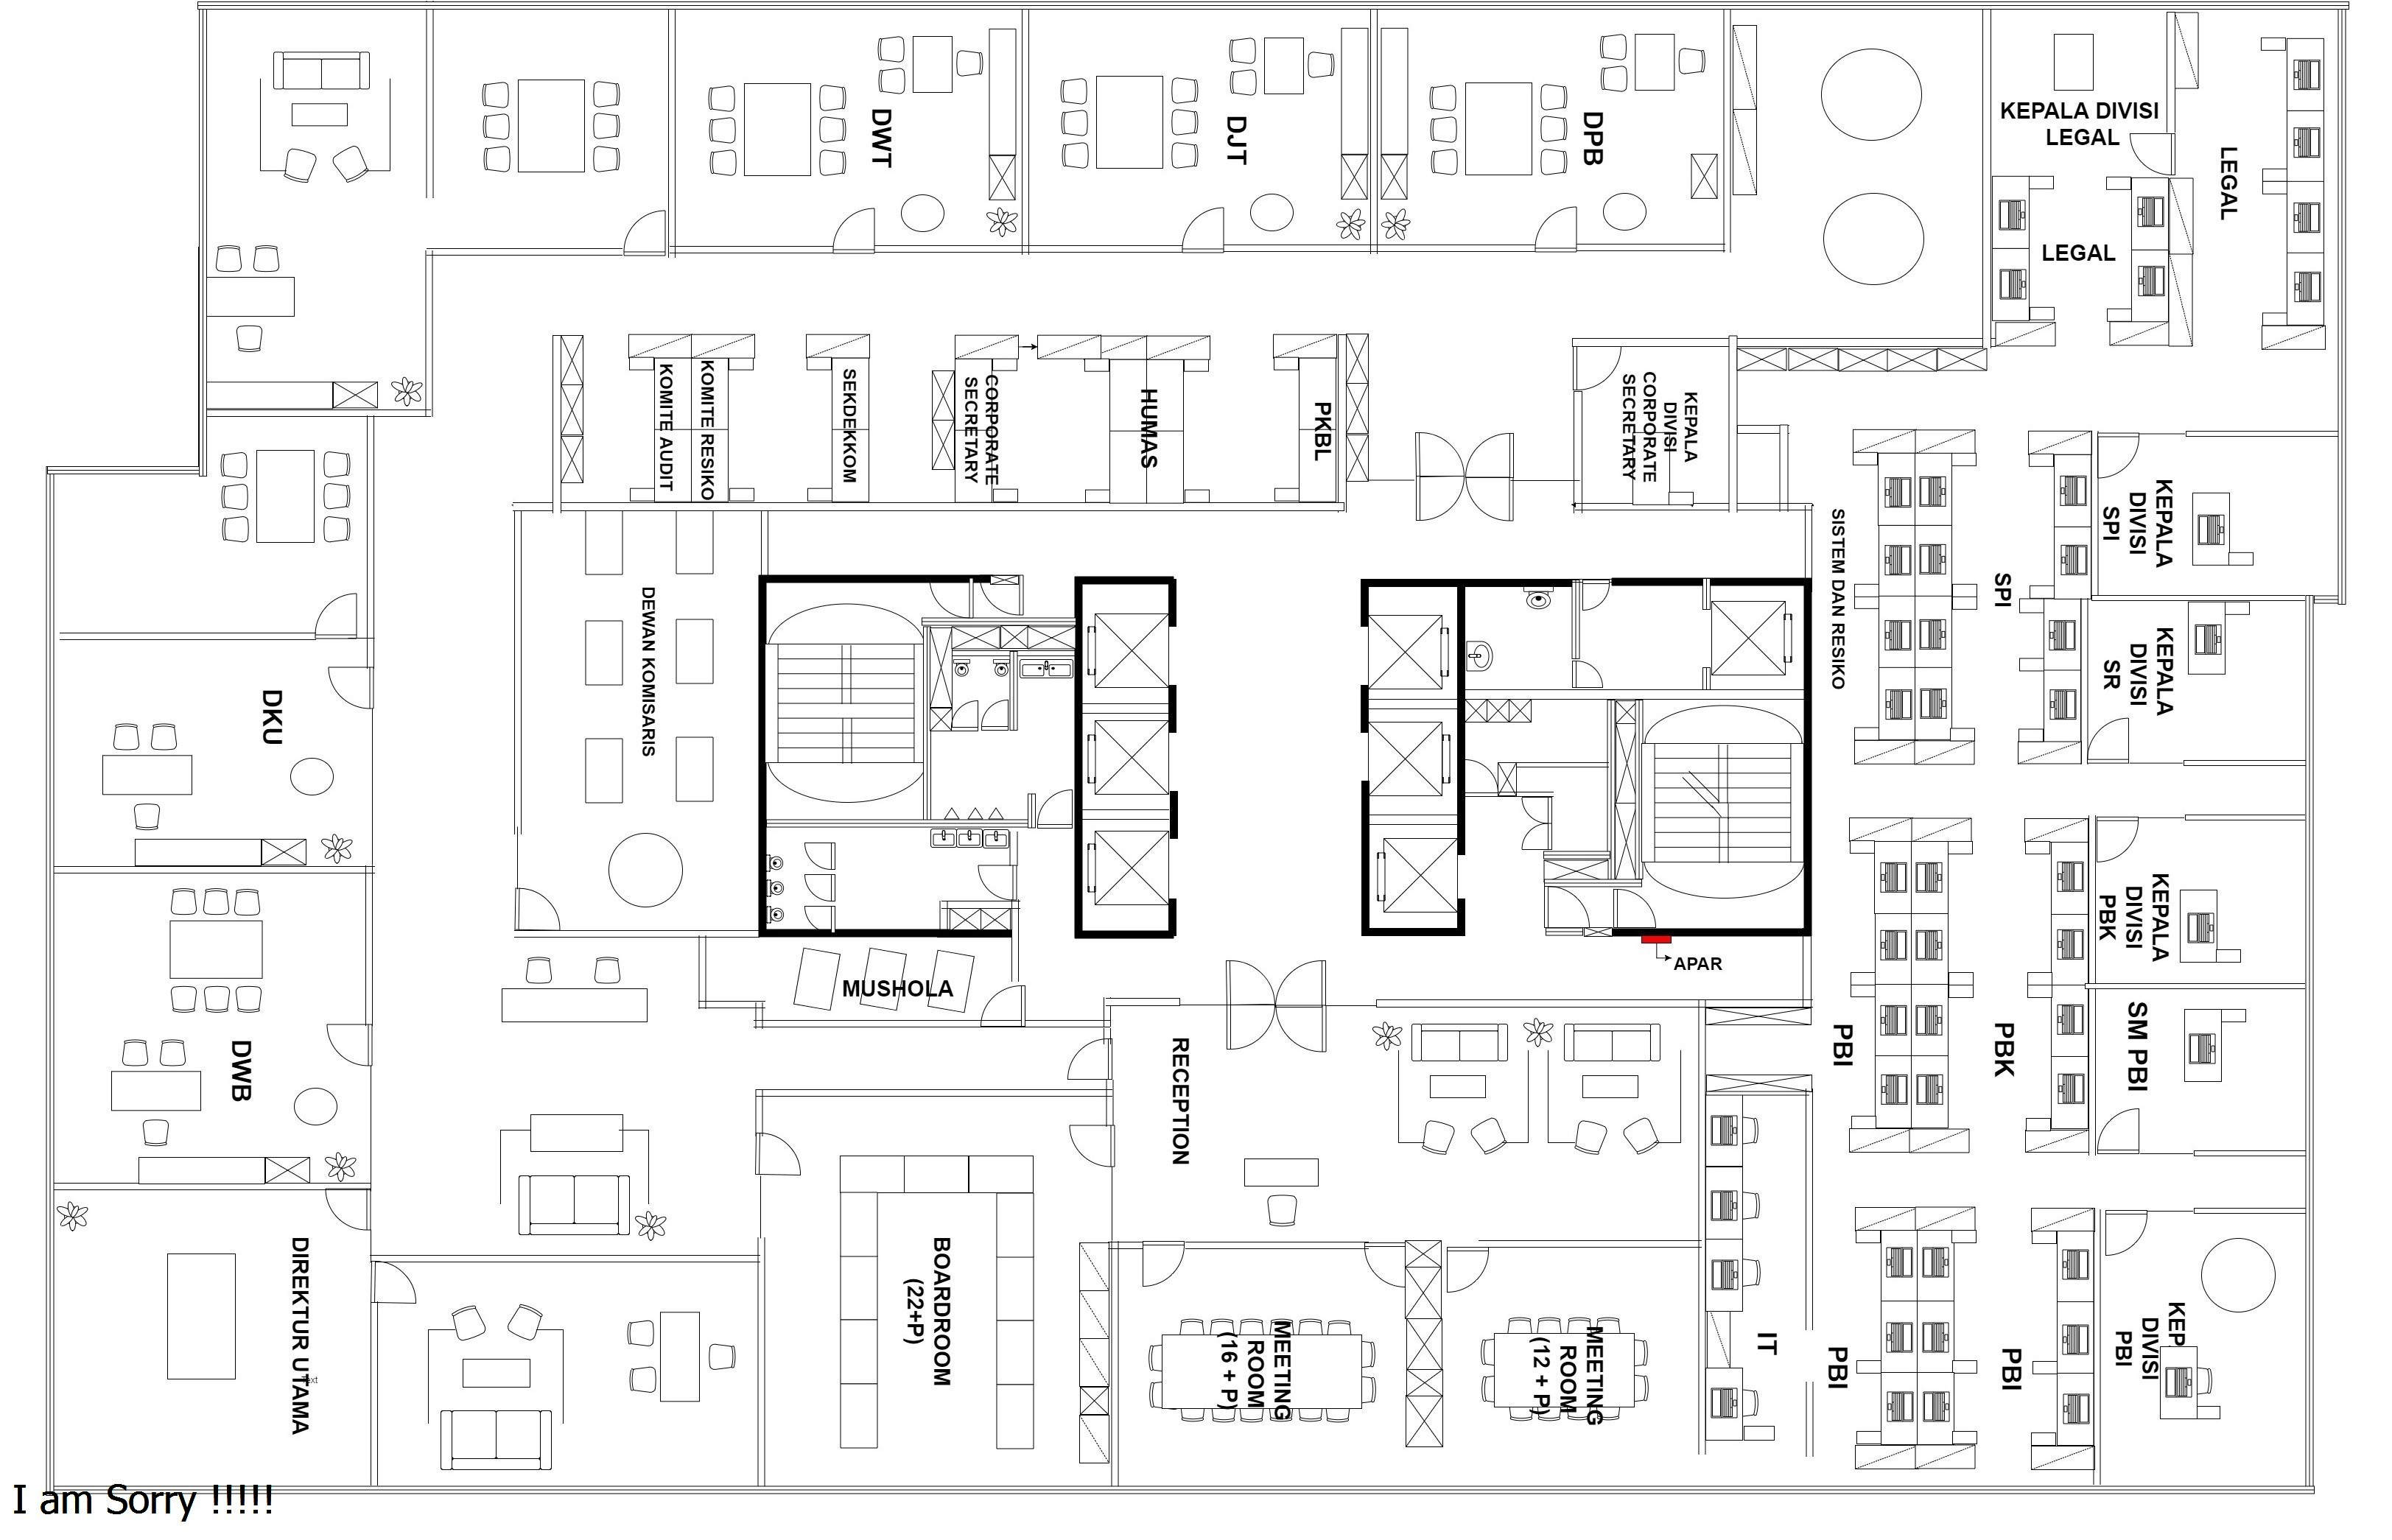 DWT
DJT
DPB
KEPALA DIVISI
LEGAL
LEGAL
LEGAL
KOMITE AUDIT
KOMITE RESIKO
SEKDEKKOM
CORPORATE
SECRETARY
HUMAS
PKBL
KEPALA
DIVISI
CORPORATE
SECRETARY
SISTEM DAN RESIKO
SPI
KEPALA
DIVISI
SPI
KEPALA
DIVISI
SR
DEWAN KOMISARIS
DKU
DWB
MUSHOLA
APAR
RECEPTION
PBI
PBK
KEPALA
DIVISI
PBK
SM PBI
DIREKTUR UTAMA
Text
BOARDROOM
(22+P)
MEETING
ROOM
(16 + P)
MEETING
ROOM
(12 + P)
IT
PBI
PBI
KEP
DIVISI
PBI
I am Sorry !!!!!